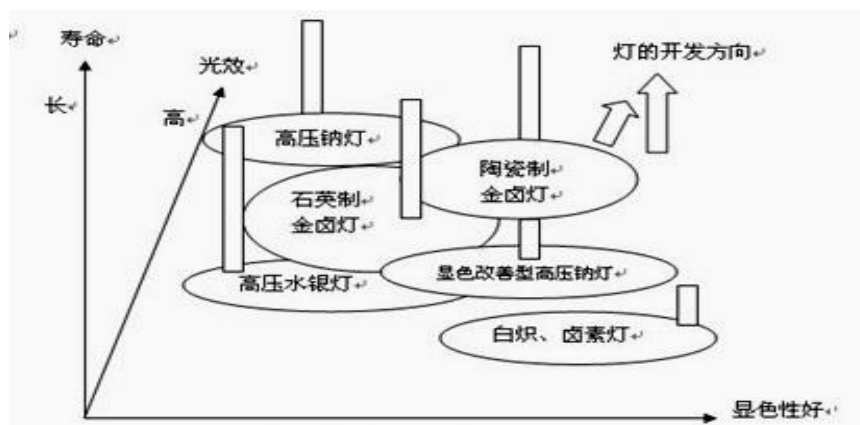 寿命
灯的开发方向
光效
长
高
高压钠灯
陶瓷制
金卤灯
石英制
金卤灯
显色改善型高压钠灯
高压水银灯
白炽、卤素灯
显色性好